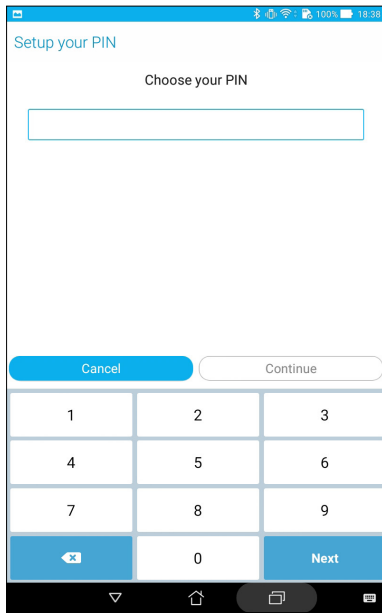 100% 18:38
Setup your PIN
Choose your PIN
Cancel Continue
1 2 3
4 5 6
7 8 9
0 Next